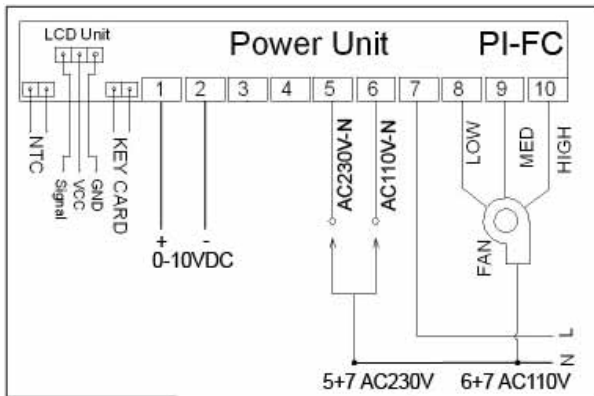 LCD Unit
Power Unit
PI-FC
1 2 3 4 5 6 7 8 9 10
NTC
Signal
VCC
GND
KEY CARD
+ -
0-10VDC
AC230V-N
AC110V-N
LOW
MED
HIGH
FAN
L
N
5+7 AC230V
6+7 AC110V